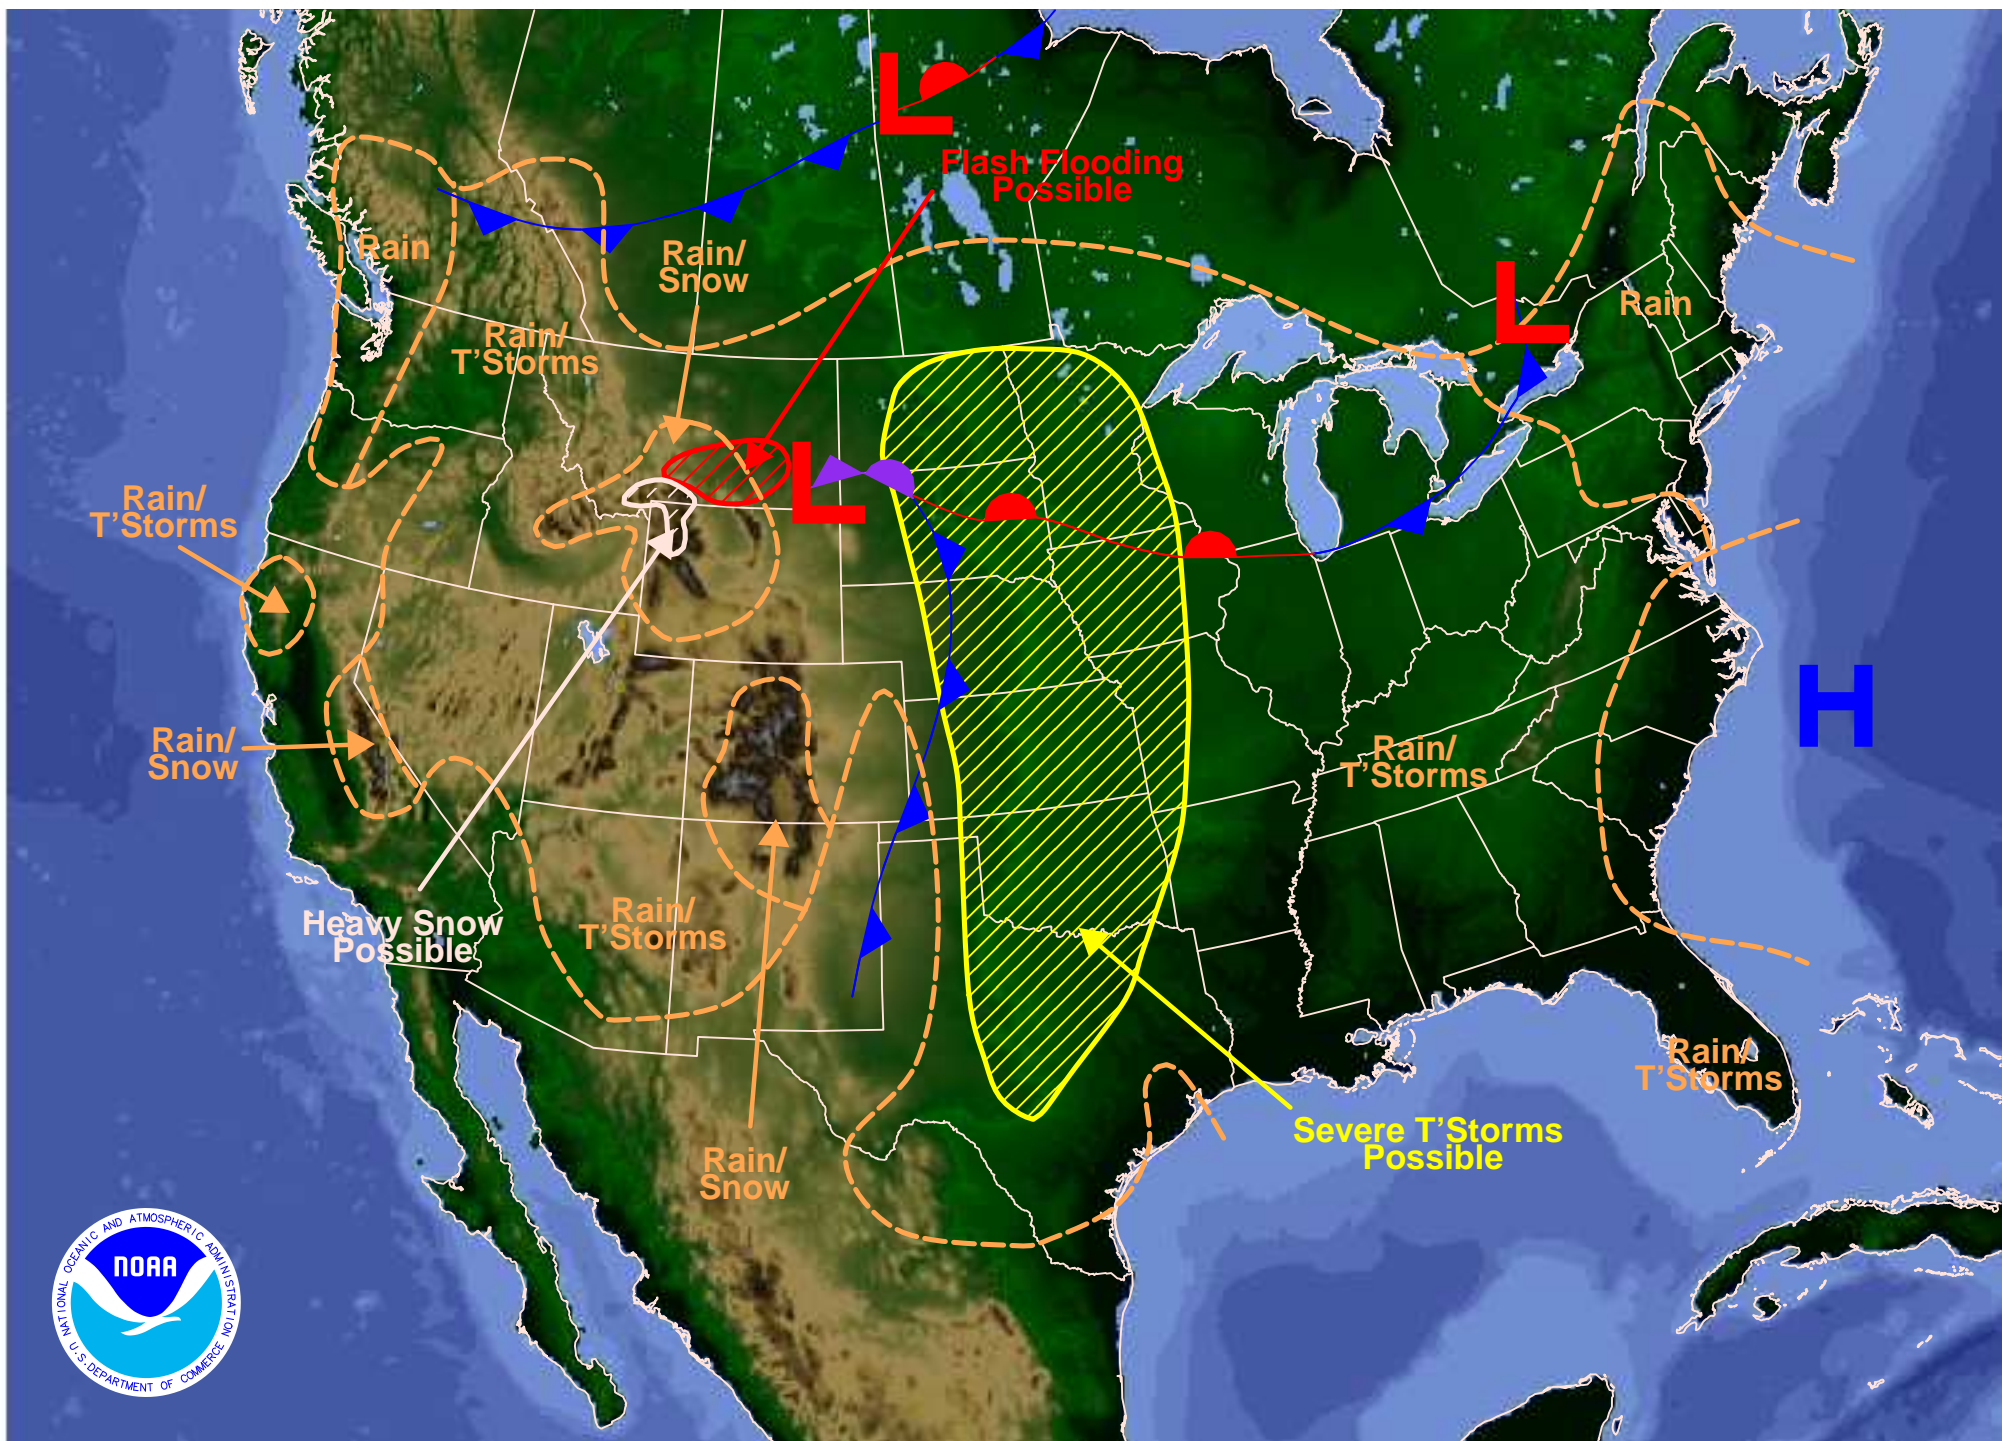 L
Flash Flooding
Possible
Rain
Rain/
Snow
L
Rain
Rain/
T'Storms
L
Rain/
T'Storms
H
Rain/
Snow
Rain/
T'Storms
Rain/
T'Storms
Heavy Snow
Possible
Rain/
T'Storms
Severe T'Storms
Possible
Rain/
Snow
NATIONAL OCEANIC AND ATMOSPHERIC ADMINISTRATION
NOAA
U.S. DEPARTMENT OF COMMERCE